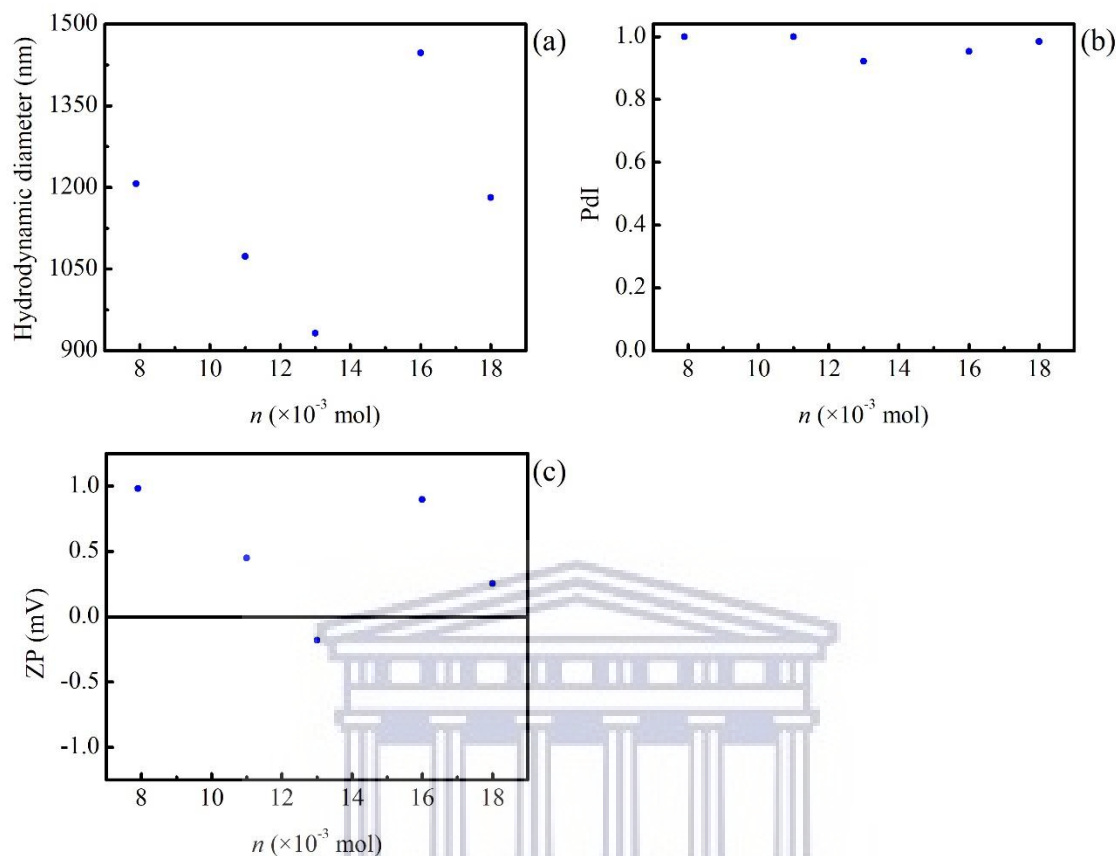 (a)
Hydrodynamic diameter (nm)
1500
1350
1200
1050
900
8 10 12 14 16 18
n (×10⁻³ mol)
(b)
PdI
1.0
0.8
0.6
0.4
0.2
0.0
8 10 12 14 16 18
n (×10⁻³ mol)
(c)
ZP (mV)
1.0
0.5
0.0
-0.5
-1.0
8 10 12 14 16 18
n (×10⁻³ mol)